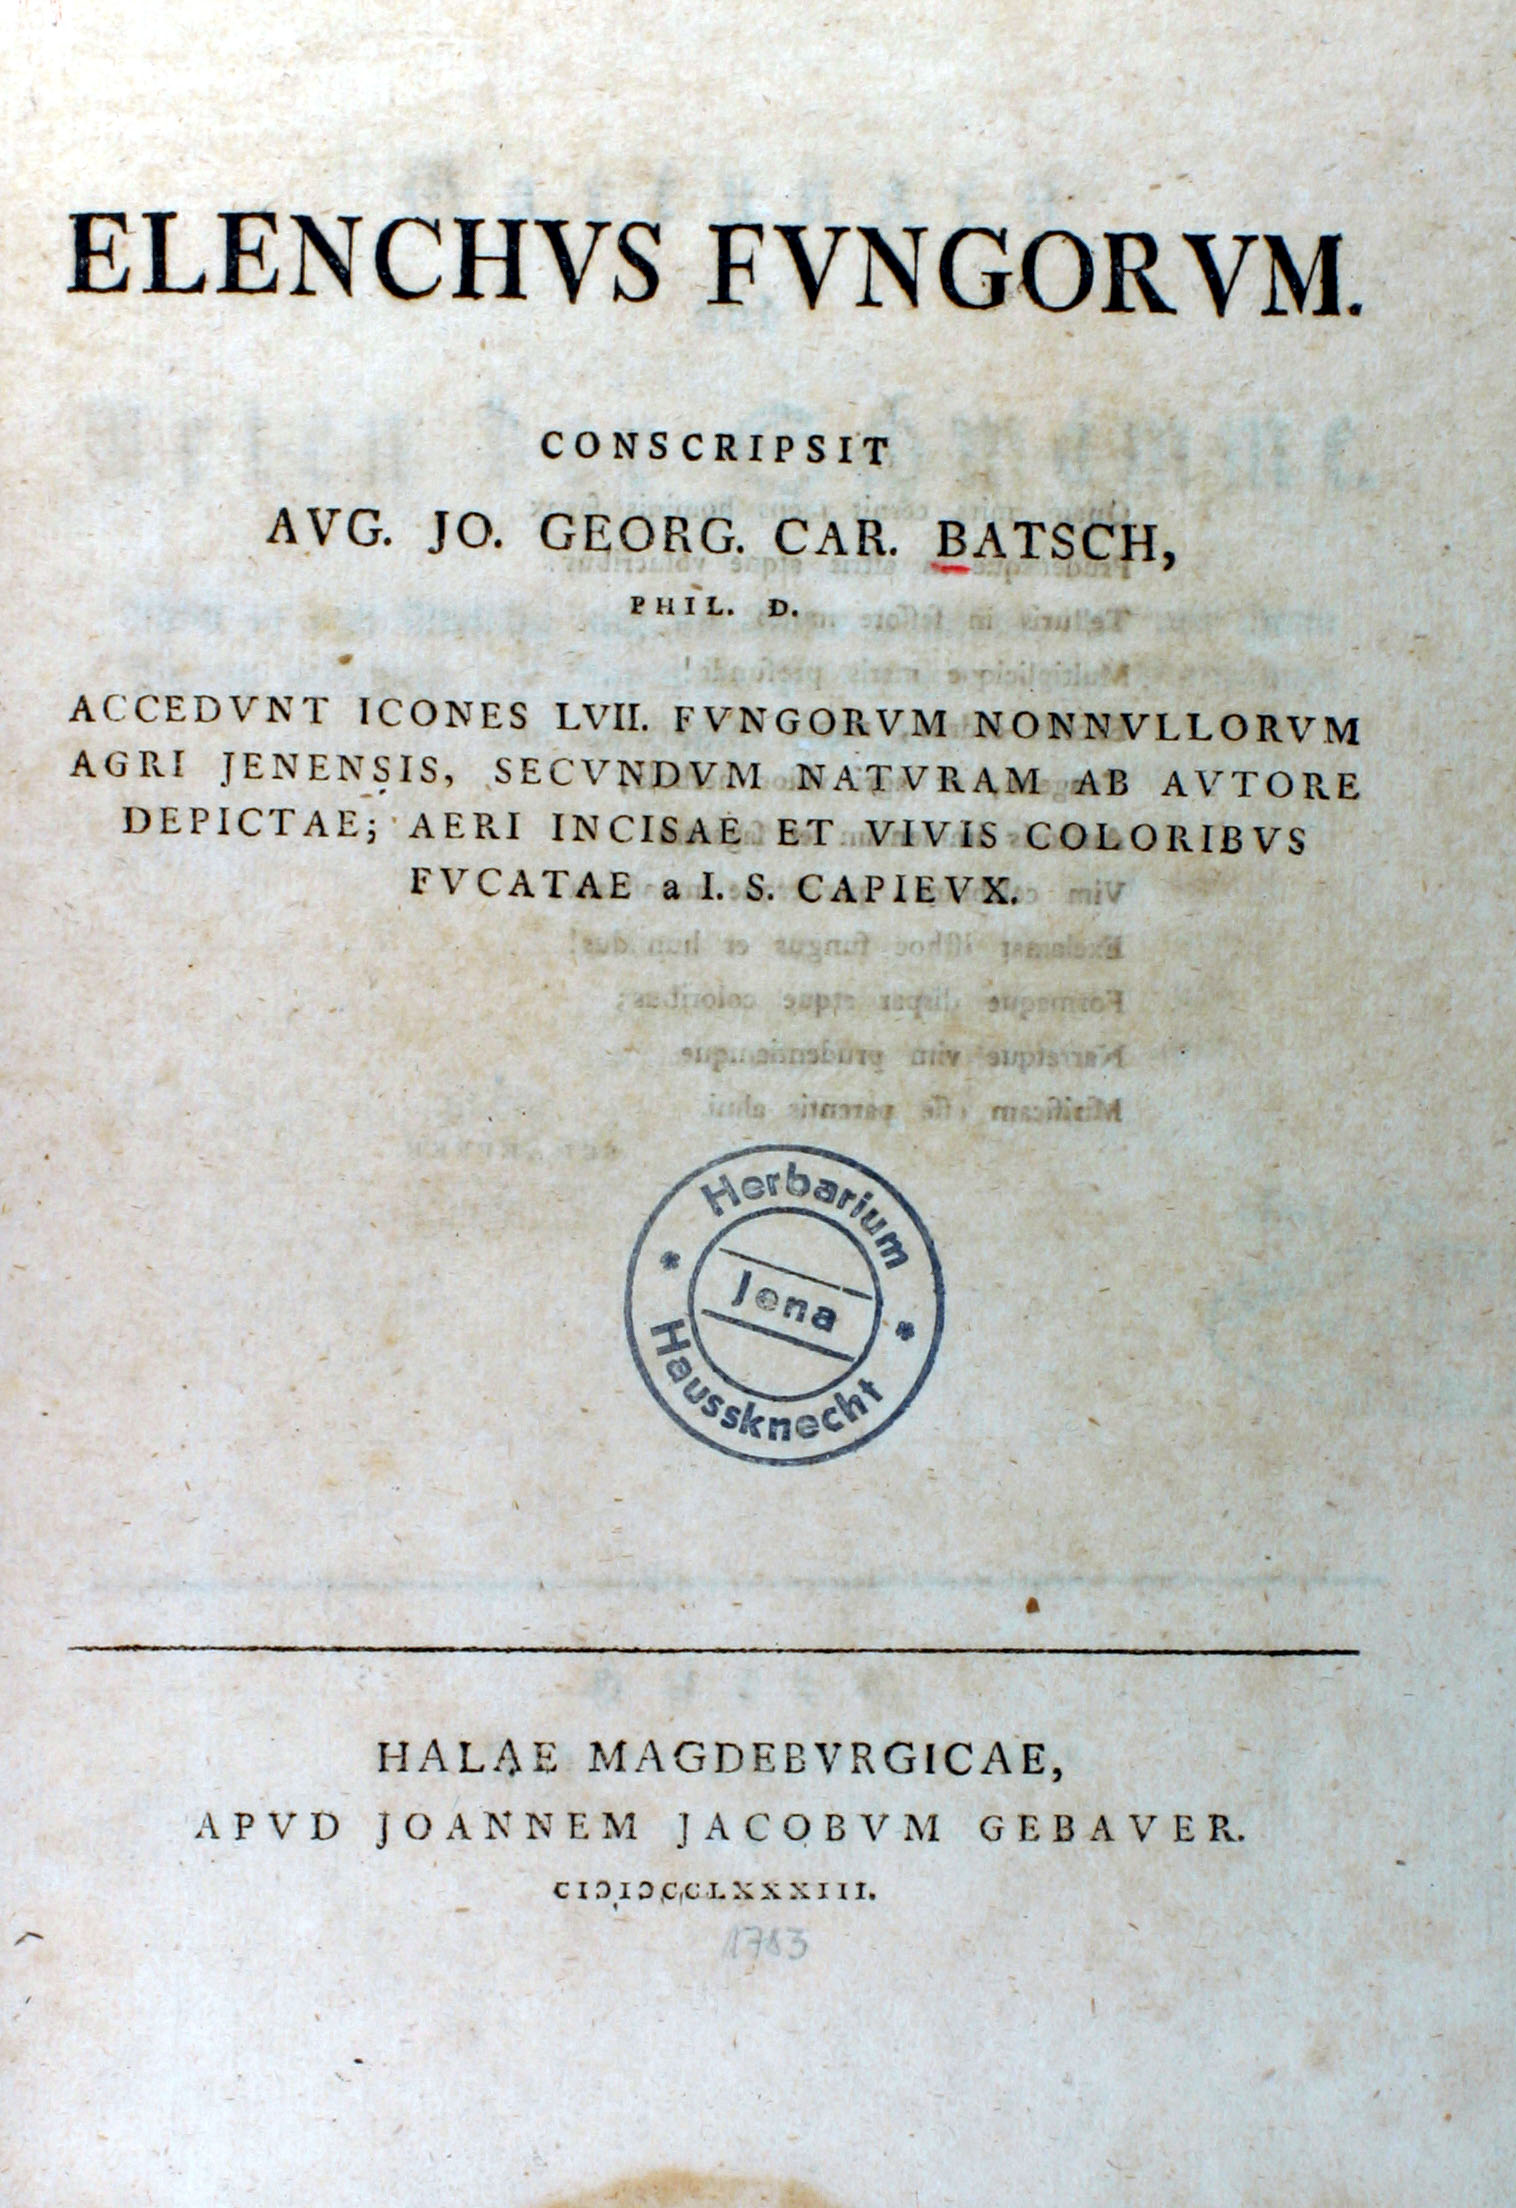 ELENCHVS FVNGORVM.
CONSCRIPSIT
AVG. JO. GEORG. CAR. BATSCH,
PHIL. D.
ACCEDVNT ICONES LVII. FVNGORVM NONNVLLORVM
AGRI JENENSIS, SECVNDVM NATVRAM AB AVTORE
DEPICTAE; AERI INCISAE ET VIVIS COLORIBVS
FVCATAE a I. S. CAPIEVX.
Herbarium
Jena
Haussknecht
HALAE MAGDEBVRGICAE,
APVD JOANNEM JACOBVM GEBAVER.
CIƆIƆCCLXXXIII.
1783